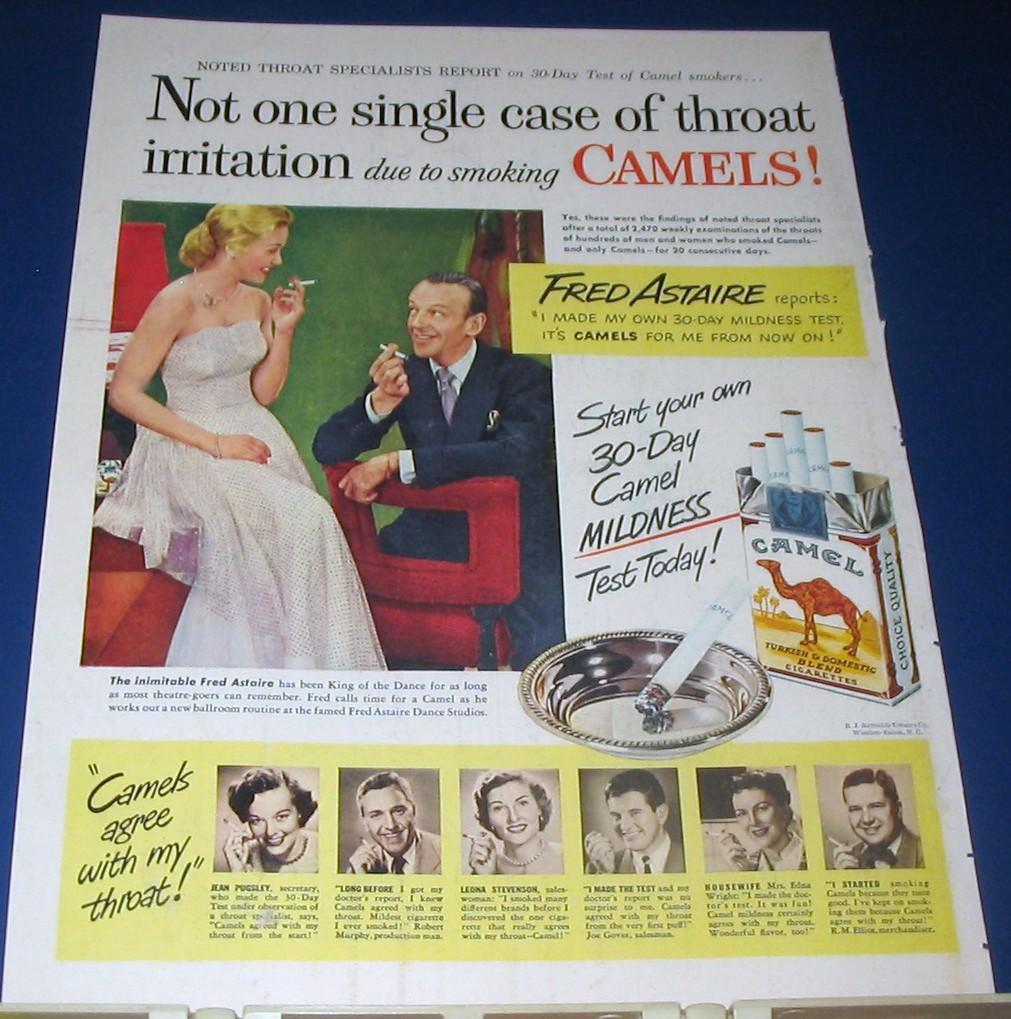 NOTED THROAT SPECIALISTS REPORT on 30-Day Test of Camel smokers...
Not one single case of throat
irritation due to smoking CAMELS!
Yes, these were the findings of noted throat specialists
after a total of 2,470 weekly examinations of the throats
of hundreds of men and women who smoked Camels—
and only Camels—for 30 consecutive days.
FRED ASTAIRE reports:
"I MADE MY OWN 30-DAY MILDNESS TEST.
IT'S CAMELS FOR ME FROM NOW ON!"
Start your own
30-Day
Camel
MILDNESS
Test Today!
CAMEL
CAMEL
TURKISH & DOMESTIC
BLEND
CIGARETTES
CHOICE QUALITY
The inimitable Fred Astaire has been King of the Dance for as long
as most theatre-goers can remember. Fred calls time for a Camel as he
works out a new ballroom routine at the famed Fred Astaire Dance Studios.
R. J. Reynolds Tobacco Co.
Winston-Salem, N. C.
"Camels
agree
with my
throat!"
JEAN PUGSLEY, secretary,
who made the 30-Day
Test under observation of
a throat specialist, says,
"Camels agreed with my
throat from the start!"
"LONG BEFORE I got my
doctor's report, I knew
Camels agreed with my
throat. Mildest cigarette
I ever smoked!" Robert
Murphy, production man.
LEONA STEVENSON, sales-
woman: "I smoked many
different brands before I
discovered the one ciga-
rette that really agrees
with my throat—Camel!"
"I MADE THE TEST and my
doctor's report was no
surprise to me. Camels
agreed with my throat
from the very first puff!"
Joe Gover, salesman.
HOUSEWIFE Mrs. Edna
Wright: "I made the doc-
tor's test. It was fun!
Camel mildness certainly
agrees with my throat.
Wonderful flavor, too!"
"I STARTED smoking
Camels because they taste
good. I've kept on smok-
ing them because Camels
agree with my throat!"
R.M. Elliot, merchandiser.